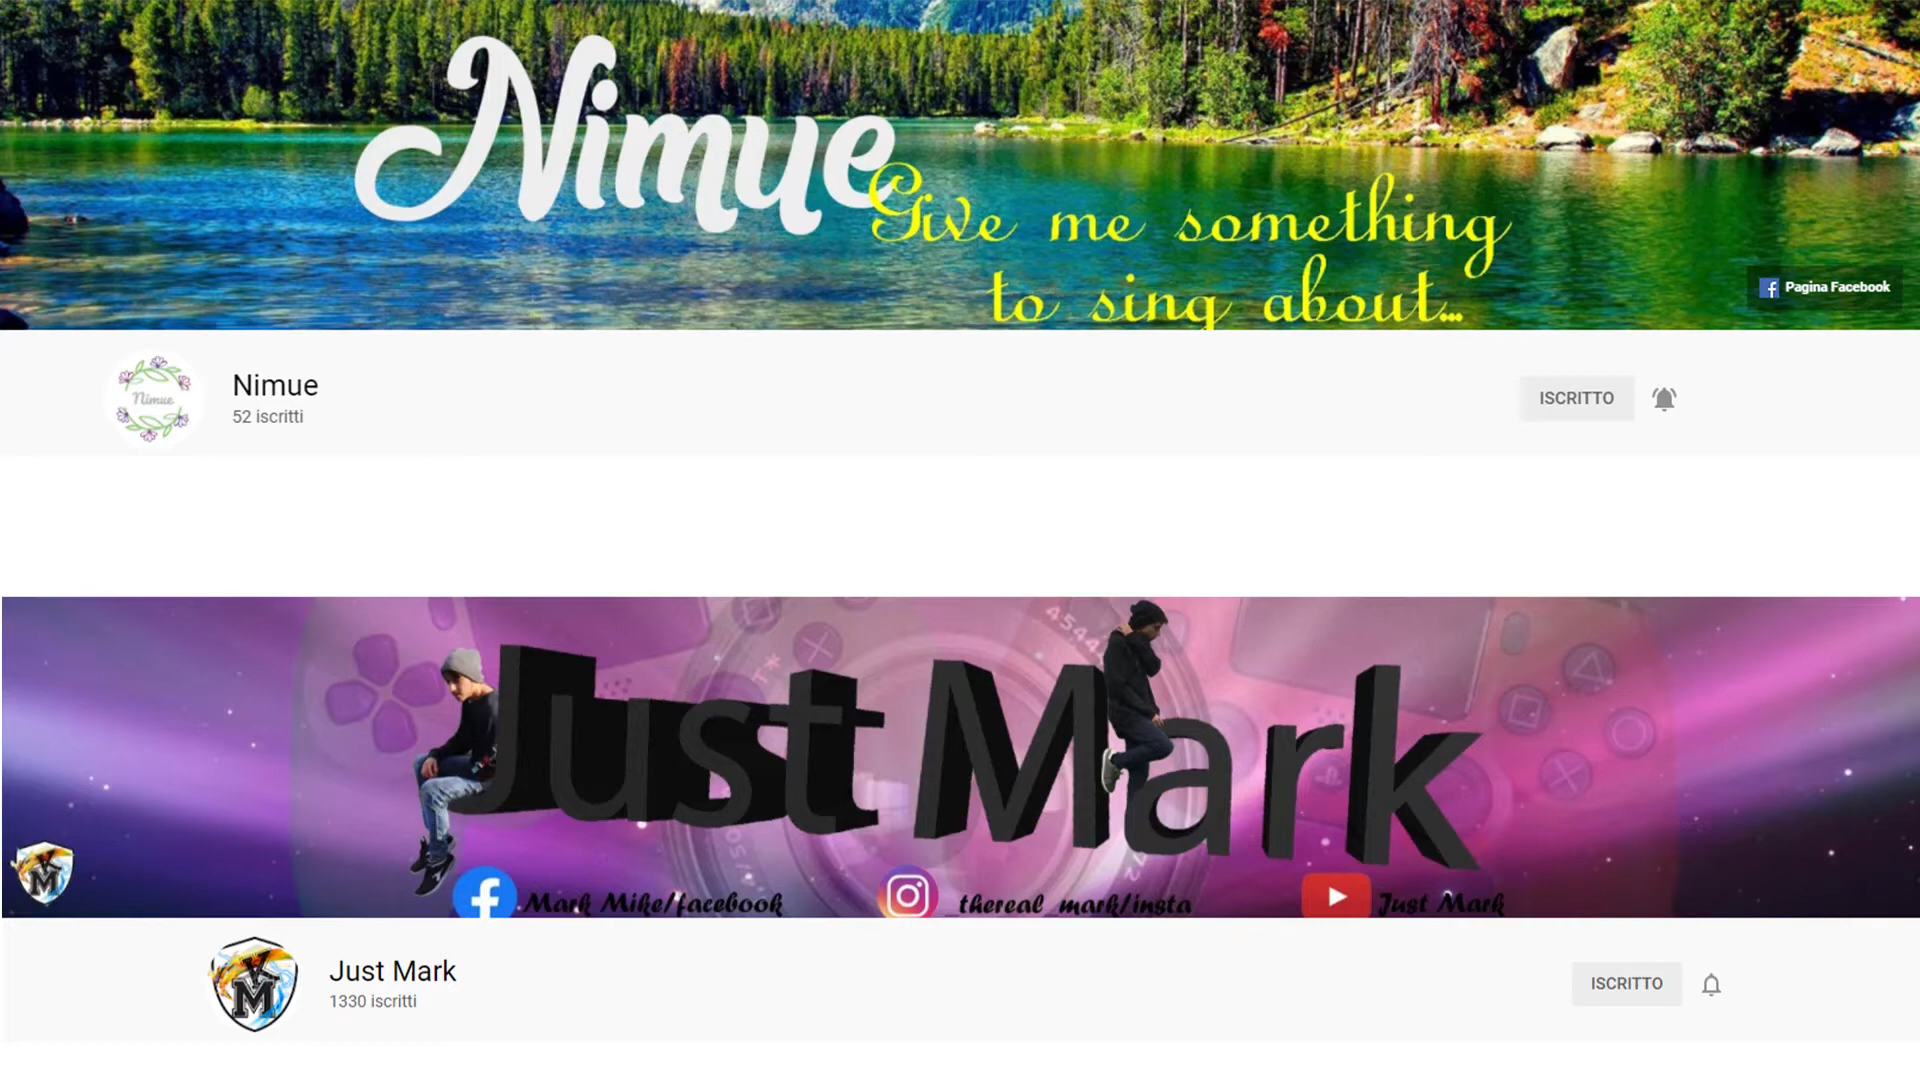 Nimue
Give me something
to sing about...
Pagina Facebook
Nimue
Nimue
52 iscritti
ISCRITTO
Just Mark
Mark Mike/facebook
_thereal_mark/insta
Just Mark
M
M
Just Mark
1330 iscritti
ISCRITTO